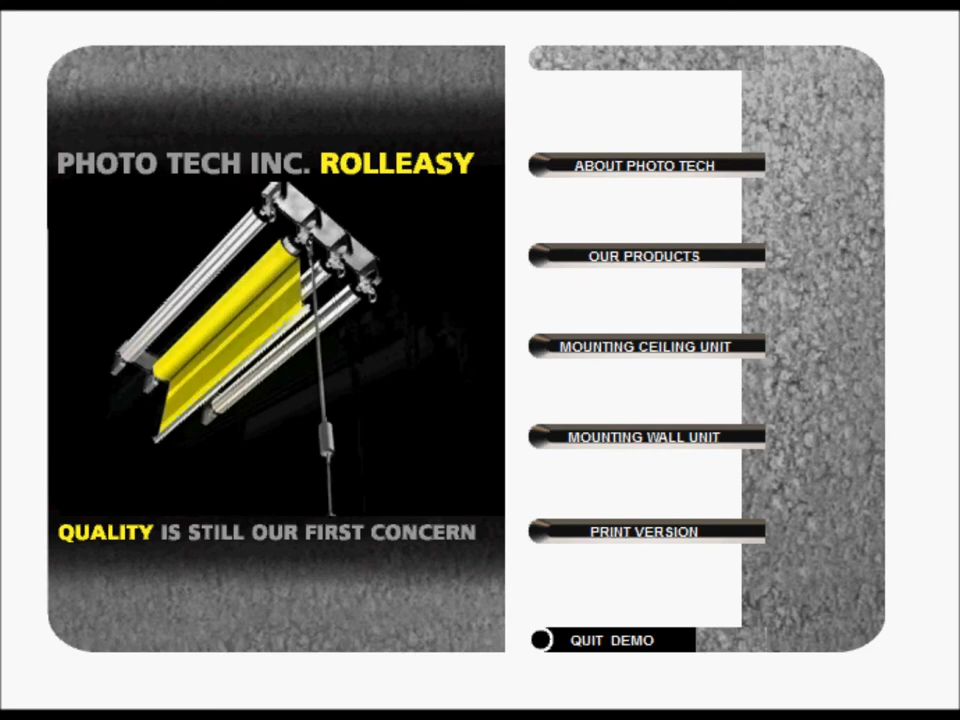 PHOTO TECH INC. ROLLEASY
QUALITY IS STILL OUR FIRST CONCERN
ABOUT PHOTO TECH
OUR PRODUCTS
MOUNTING CEILING UNIT
MOUNTING WALL UNIT
PRINT VERSION
QUIT DEMO